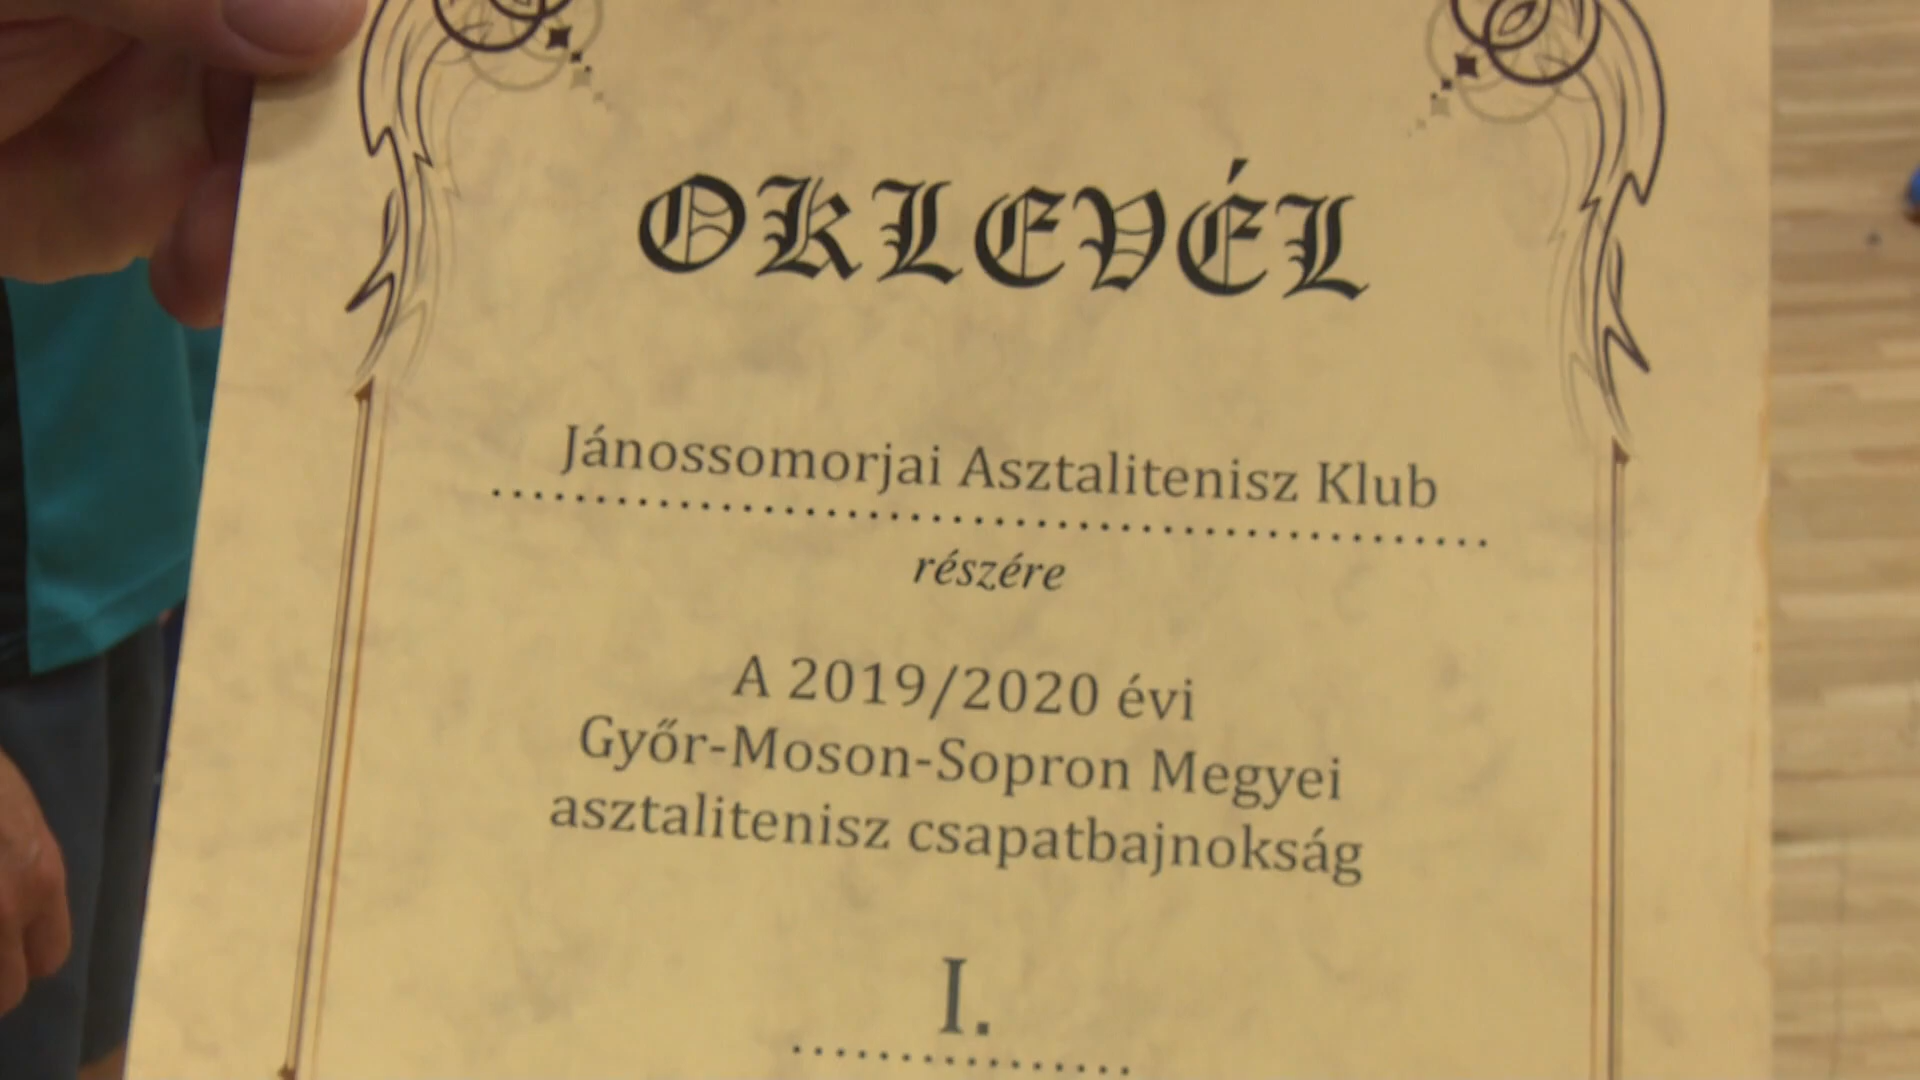 OKLEVÉL
Jánossomorjai Asztalitenisz Klub
részére
A 2019/2020 évi
Győr-Moson-Sopron Megyei
asztalitenisz csapatbajnokság
I.